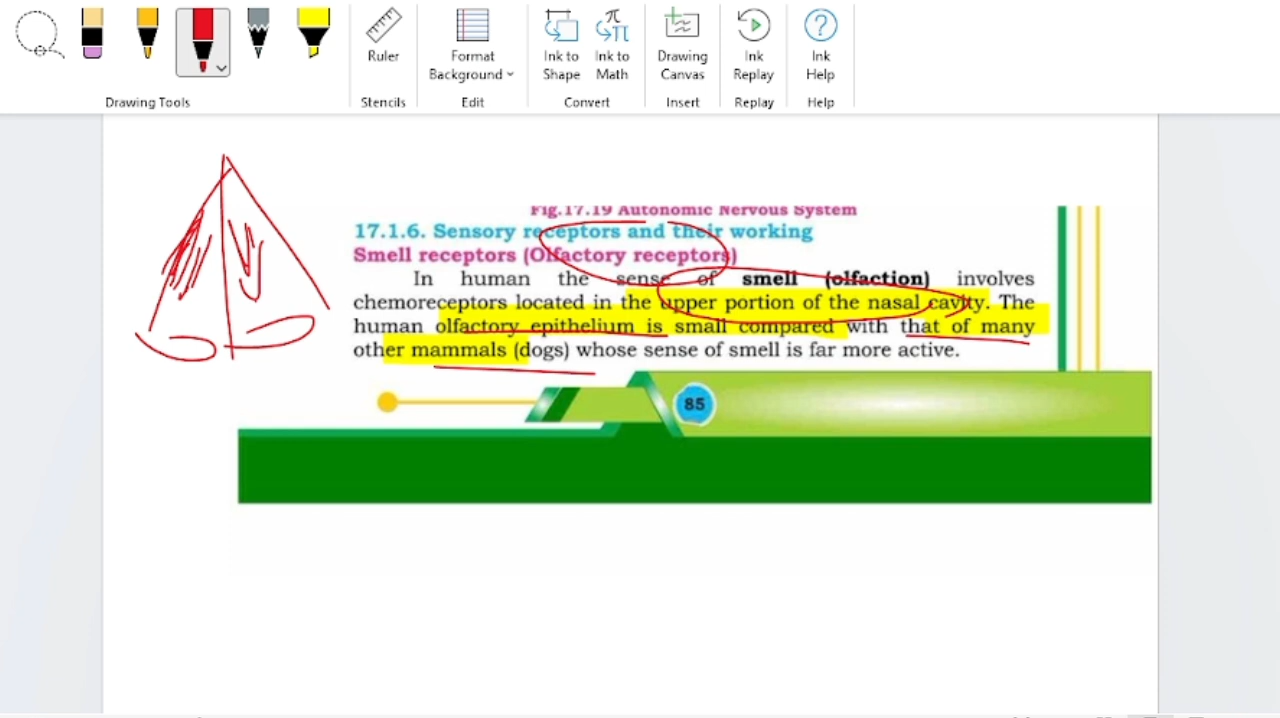 Ruler
Format Background
Ink to Shape
Ink to Math
Drawing Canvas
Ink Replay
Ink Help
Drawing Tools
Stencils
Edit
Convert
Insert
Replay
Help
Fig.17.19 Autonomic Nervous System
17.1.6. Sensory receptors and their working
Smell receptors (Olfactory receptors)
In human the sense of smell (olfaction) involves
chemoreceptors located in the upper portion of the nasal cavity. The
human olfactory epithelium is small compared with that of many
other mammals (dogs) whose sense of smell is far more active.
85